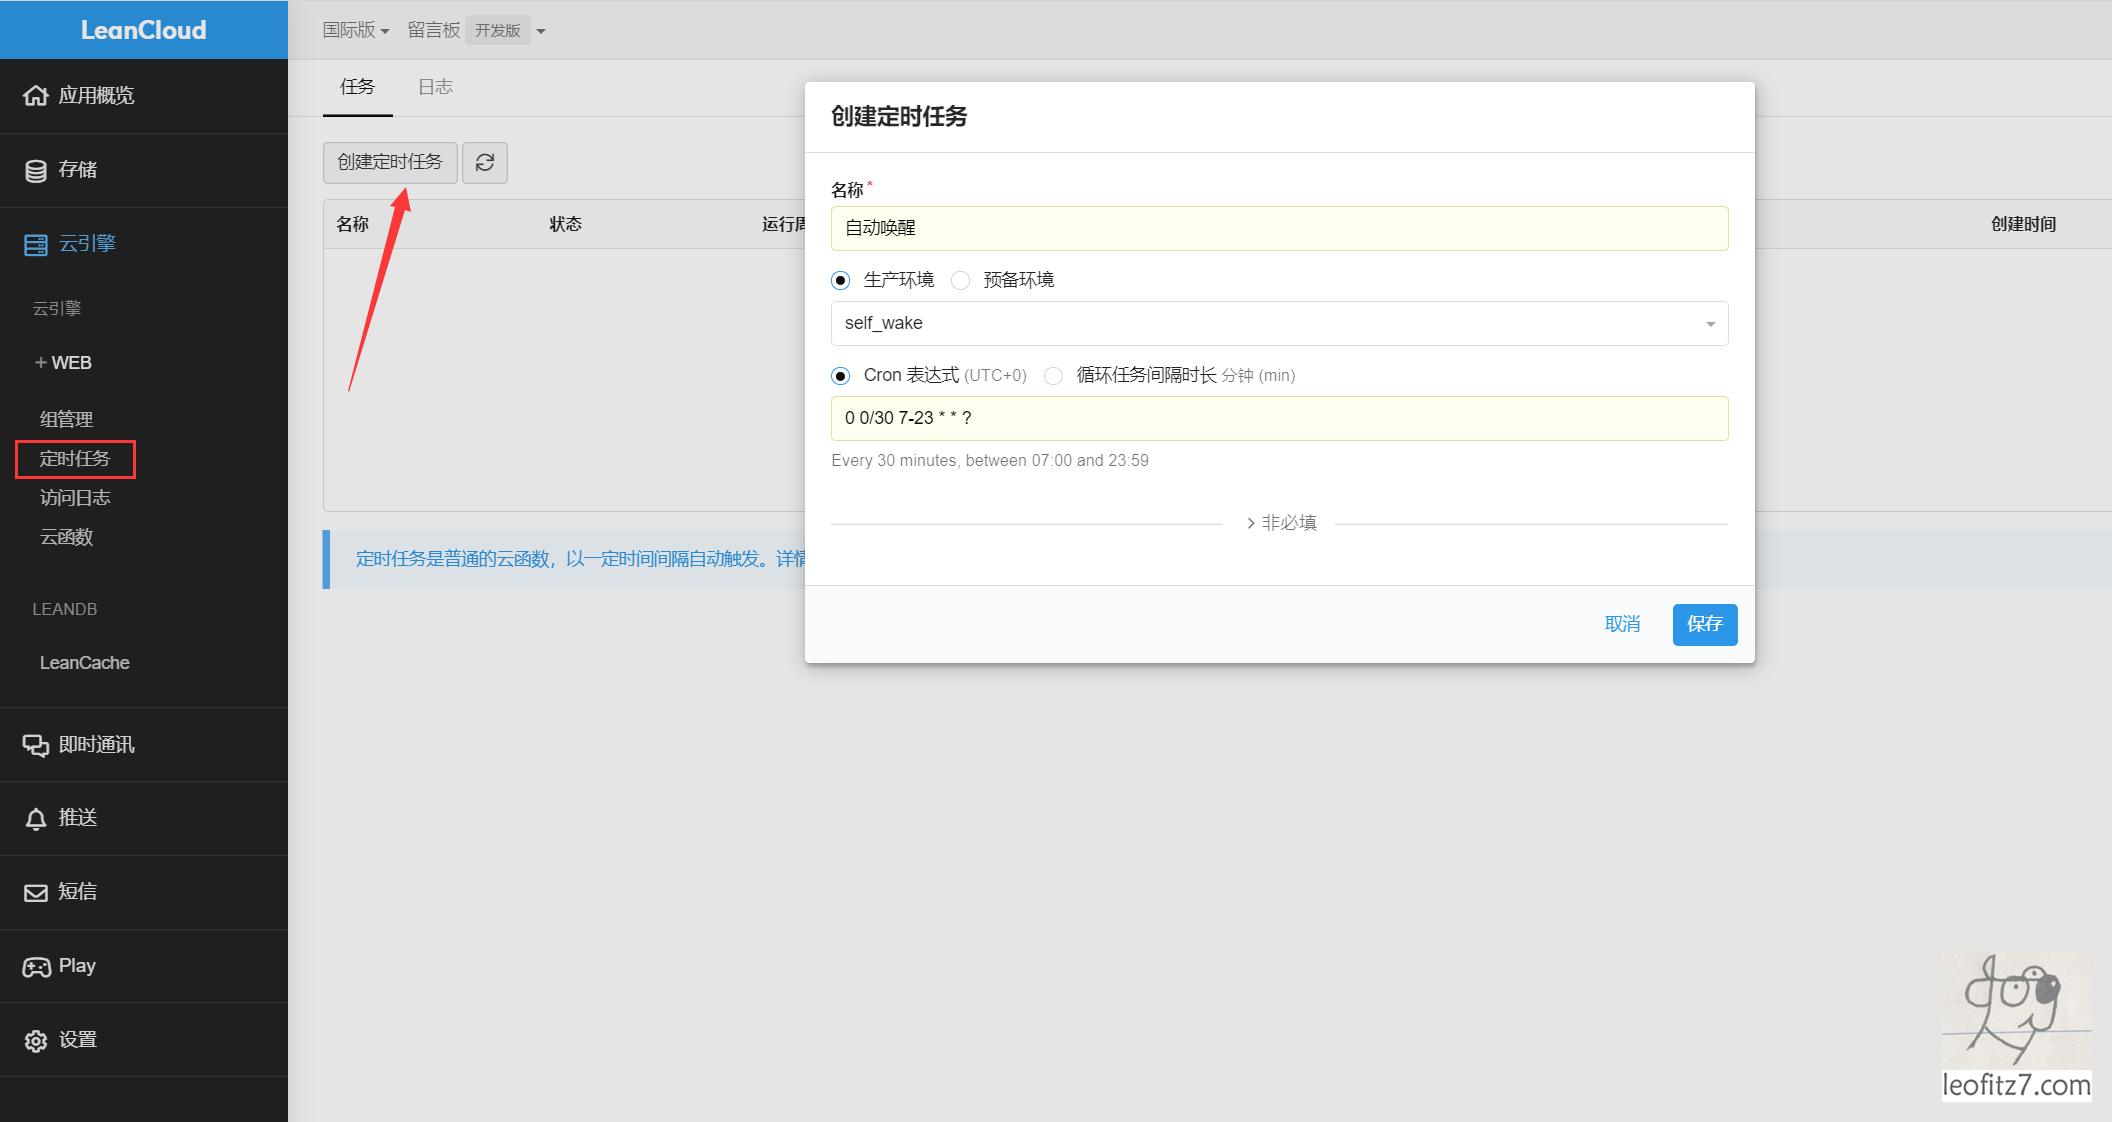 LeanCloud
国际版
留言板
开发版
应用概览
存储
云引擎
云引擎
+ WEB
组管理
定时任务
访问日志
云函数
LEANDB
LeanCache
即时通讯
推送
短信
Play
设置
任务
日志
创建定时任务
名称
状态
创建时间
定时任务是普通的云函数，以一定时间间隔自动触发。
创建定时任务
名称 *
自动唤醒
生产环境
预备环境
self_wake
Cron 表达式 (UTC+0)
循环任务间隔时长 分钟 (min)
0 0/30 7-23 * * ?
Every 30 minutes, between 07:00 and 23:59
非必填
取消
保存
leofitz7.com